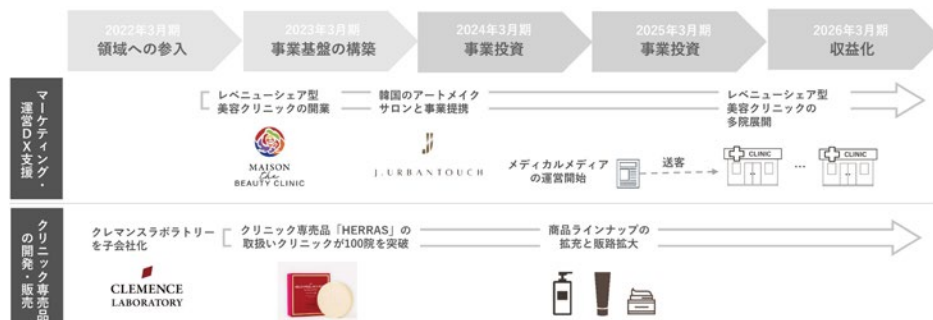 2022年3月期
領域への参入
2023年3月期
事業基盤の構築
2024年3月期
事業投資
2025年3月期
事業投資
2026年3月期
収益化
マーケティング・
運営DX支援
レベニューシェア型
美容クリニックの開業
MAISON
the
BEAUTY CLINIC
韓国のアートメイク
サロンと事業提携
J.URBANTOUCH
メディカルメディア
の運営開始
送客
レベニューシェア型
美容クリニックの
多院展開
CLINIC
…
CLINIC
クリニック専売品
の開発・販売
クレマンスラボラトリー
を子会社化
CLEMENCE
LABORATORY
クリニック専売品「HERRAS」の
取扱いクリニックが100院を突破
商品ラインナップの
拡充と販路拡大